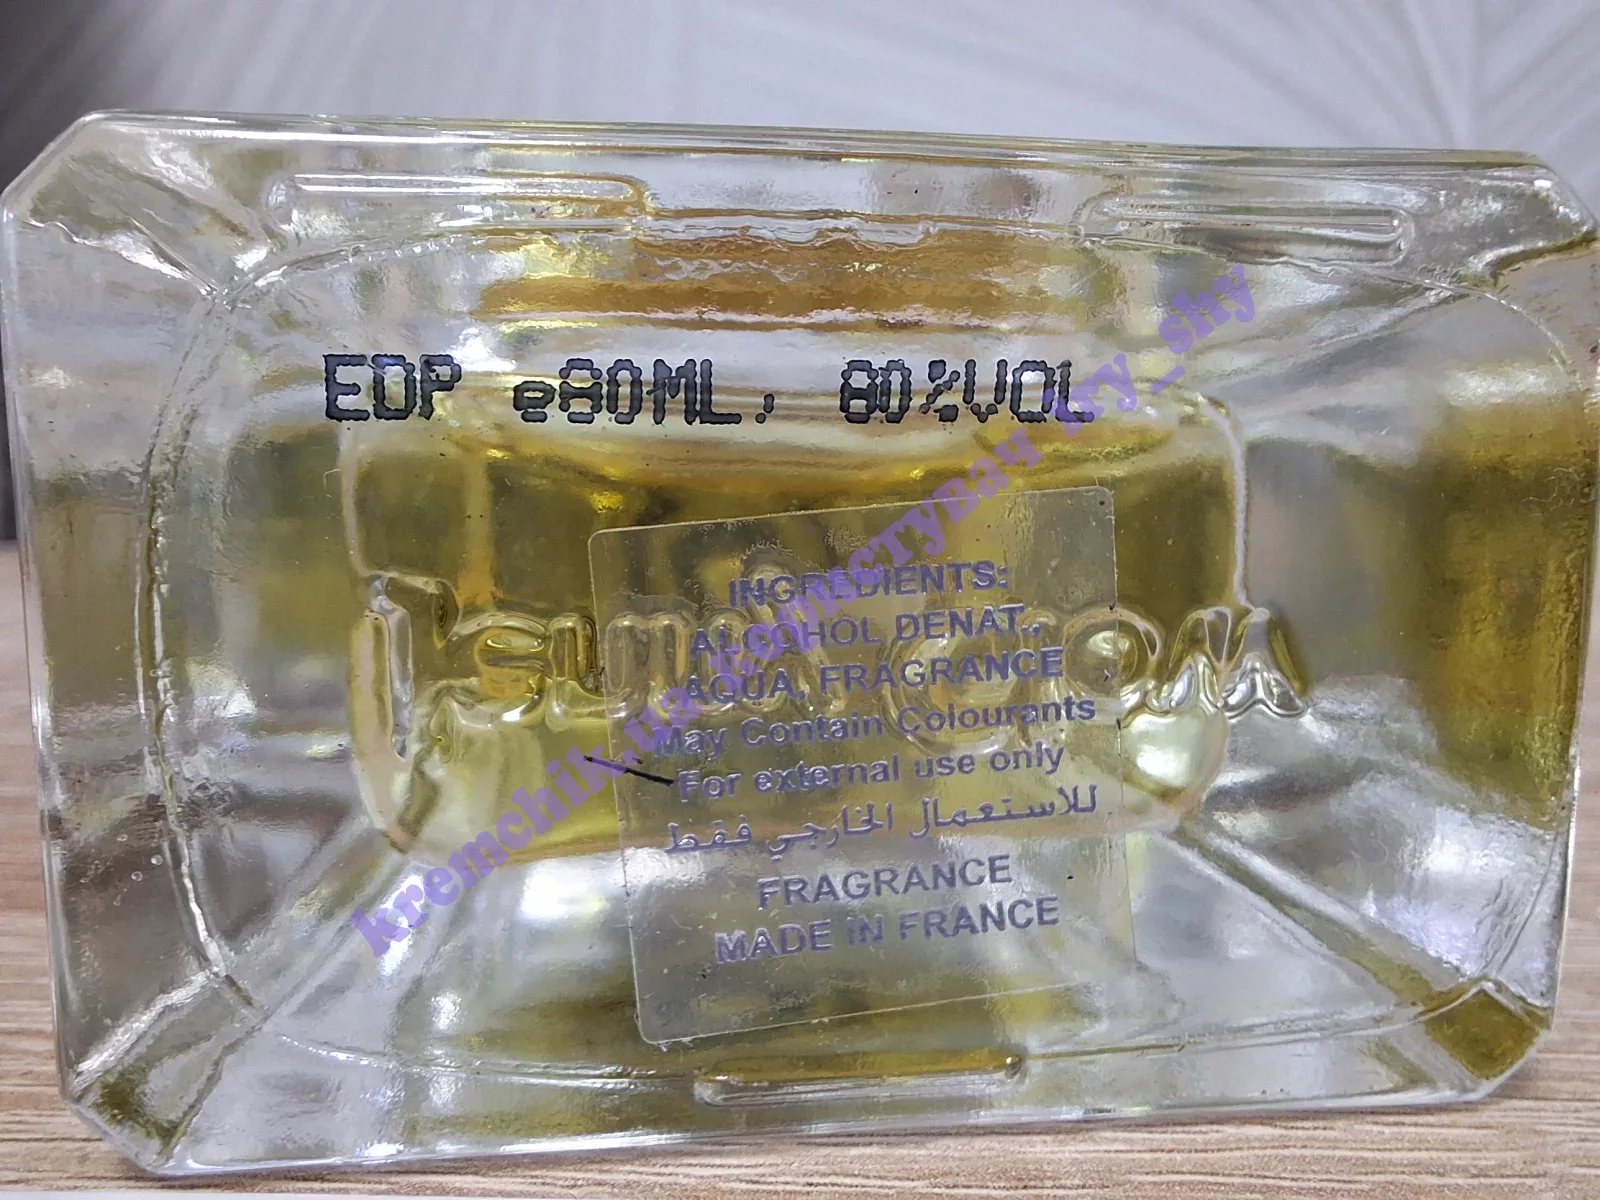 EDP e80ML, 80%VOL
INGREDIENTS:
ALCOHOL DENAT.,
AQUA, FRAGRANCE
May Contain Colourants
For external use only
للاستعمال الخارجي فقط
FRAGRANCE
MADE IN FRANCE